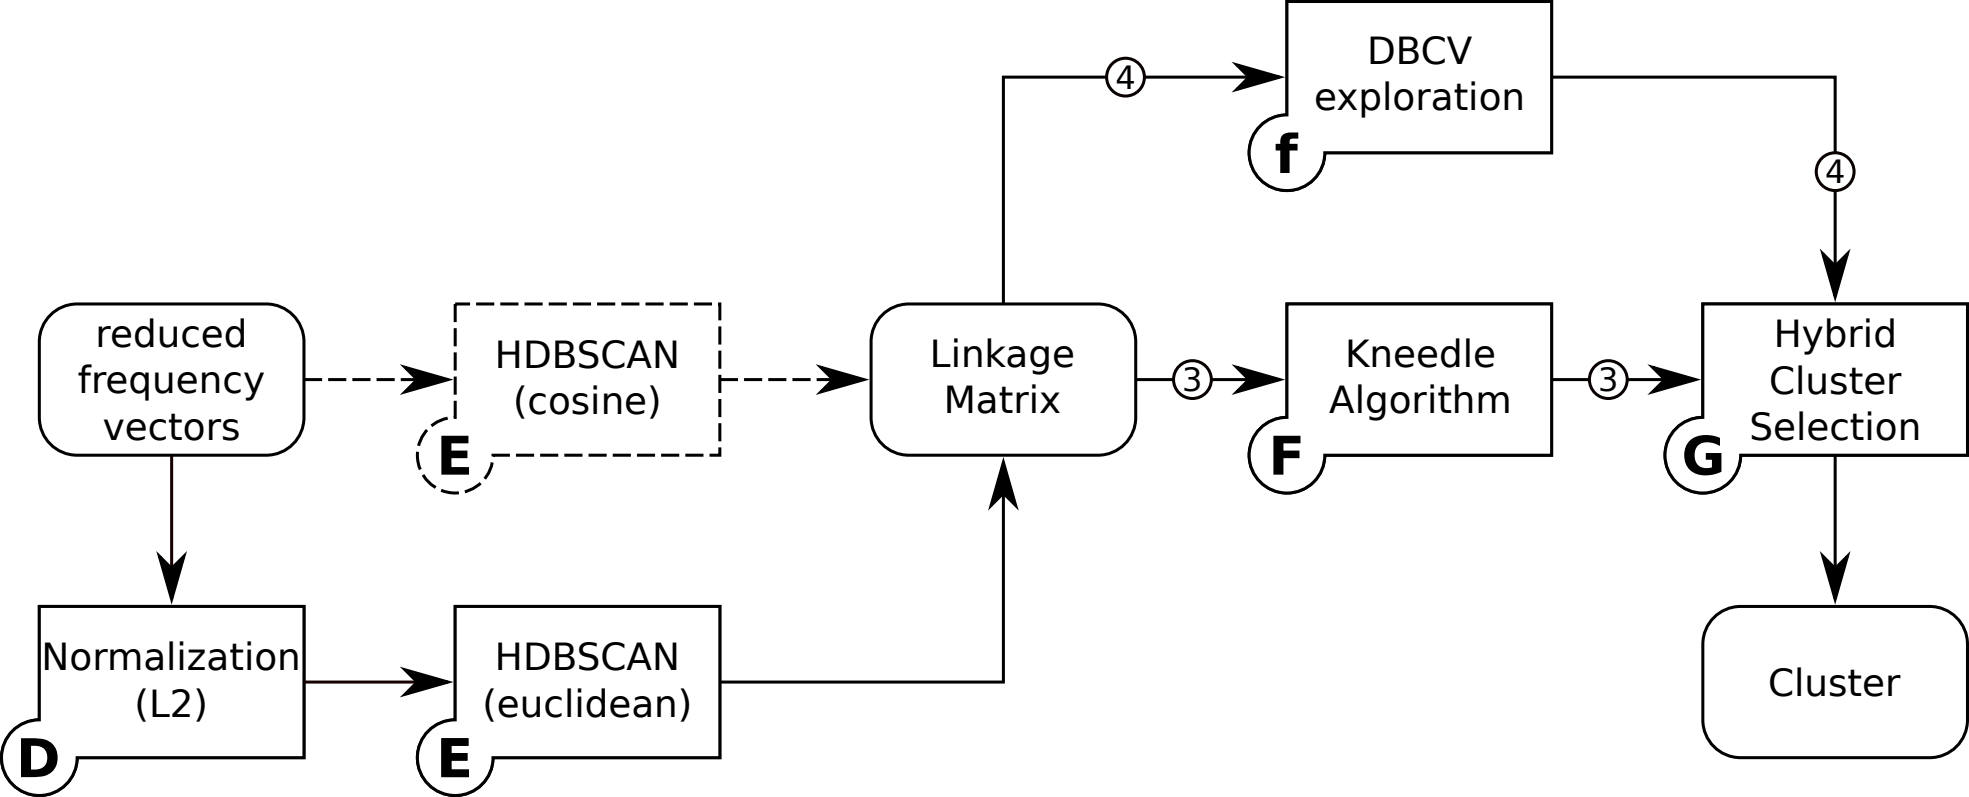 DBCV
exploration
4
f
4
reduced
frequency
vectors
HDBSCAN
(cosine)
E
Linkage
Matrix
3
Kneedle
Algorithm
F
3
Hybrid
Cluster
Selection
G
Normalization
(L2)
D
HDBSCAN
(euclidean)
E
Cluster